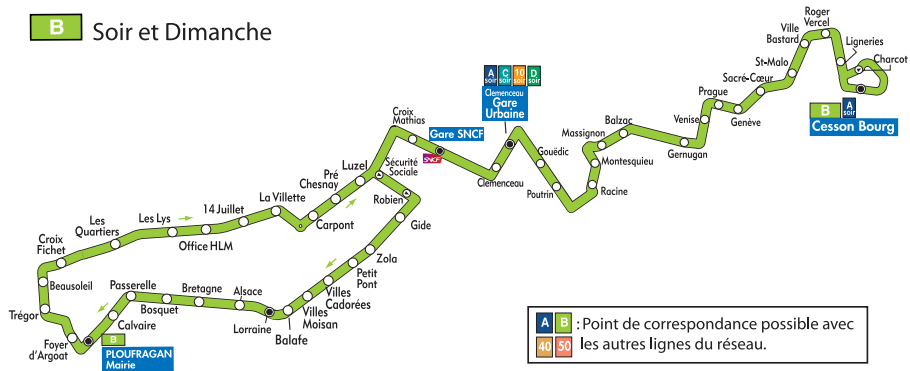 B Soir et Dimanche
Roger
Vercel
Ville
Bastard
Ligneries
Charcot
St-Malo
Sacré-Cœur
Prague
Genève
Venise
B A
soir
Cesson Bourg
A C 10 D
soir soir soir soir
Clemenceau
Gare
Urbaine
Croix
Mathias
Gare SNCF
SNCF
Clemenceau
Gouëdic
Poutrin
Massignon
Balzac
Montesquieu
Racine
Gernugan
Luzel
Sécurité
Sociale
Pré
Chesnay
Robien
La Villette
Carpont
Gide
14 Juillet
Les Lys
Office HLM
Les
Quartiers
Croix
Fichet
Zola
Petit
Pont
Villes
Cadorées
Villes
Moisan
Balafe
Beausoleil
Passerelle
Bretagne
Alsace
Bosquet
Lorraine
Trégor
Calvaire
Foyer
d'Argoat
B
PLOUFRAGAN
Mairie
A B : Point de correspondance possible avec
40 50 les autres lignes du réseau.